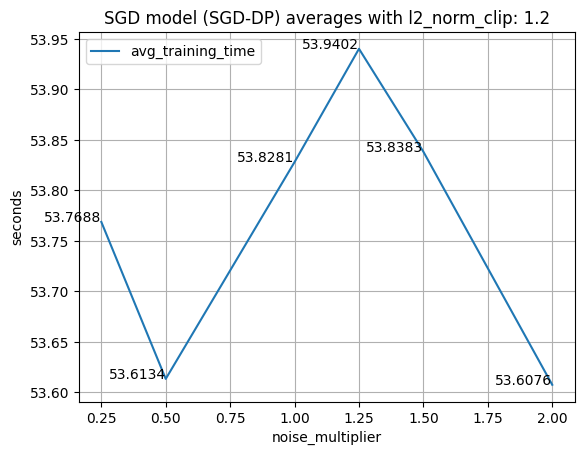 SGD model (SGD-DP) averages with l2_norm_clip: 1.2
avg_training_time
53.9402
53.8383
53.8281
53.7688
53.6134
53.6076
53.95
53.90
53.85
53.80
53.75
53.70
53.65
53.60
seconds
0.25 0.50 0.75 1.00 1.25 1.50 1.75 2.00
noise_multiplier